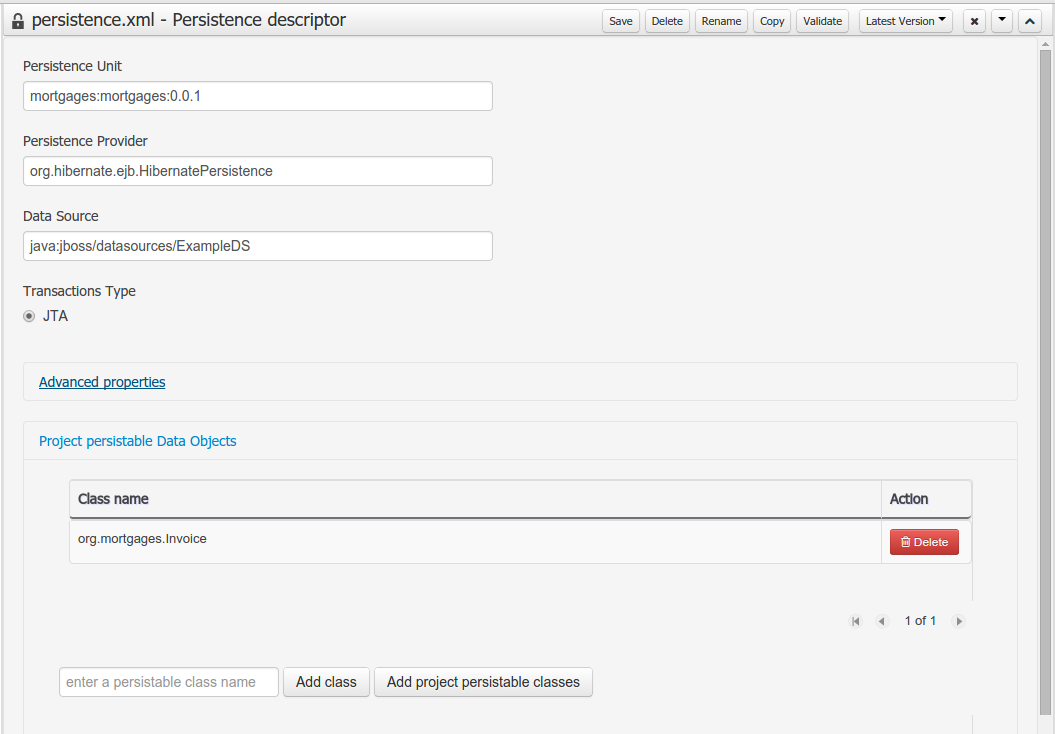 persistence.xml - Persistence descriptor
Save Delete Rename Copy Validate Latest Version
Persistence Unit
mortgages:mortgages:0.0.1
Persistence Provider
org.hibernate.ejb.HibernatePersistence
Data Source
java:jboss/datasources/ExampleDS
Transactions Type
JTA
Advanced properties
Project persistable Data Objects
Class name Action
org.mortgages.Invoice Delete
1 of 1
enter a persistable class name Add class Add project persistable classes